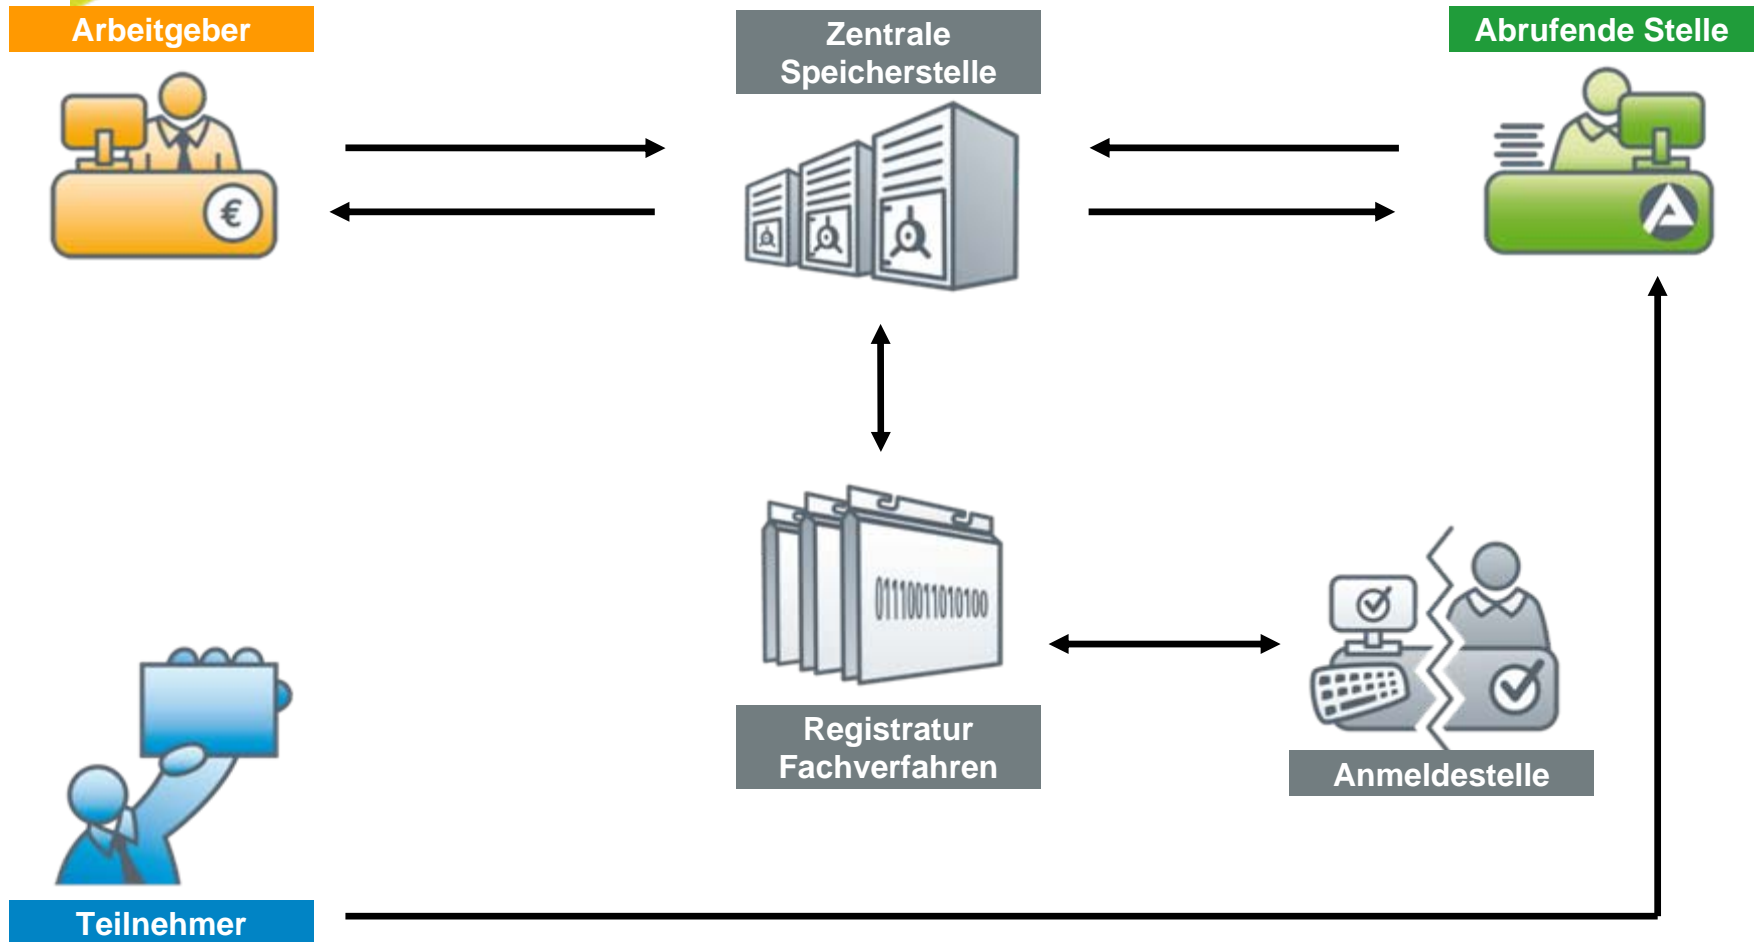 Arbeitgeber
Zentrale
Speicherstelle
Abrufende Stelle
€
01110011010100
Registratur
Fachverfahren
Anmeldestelle
Teilnehmer